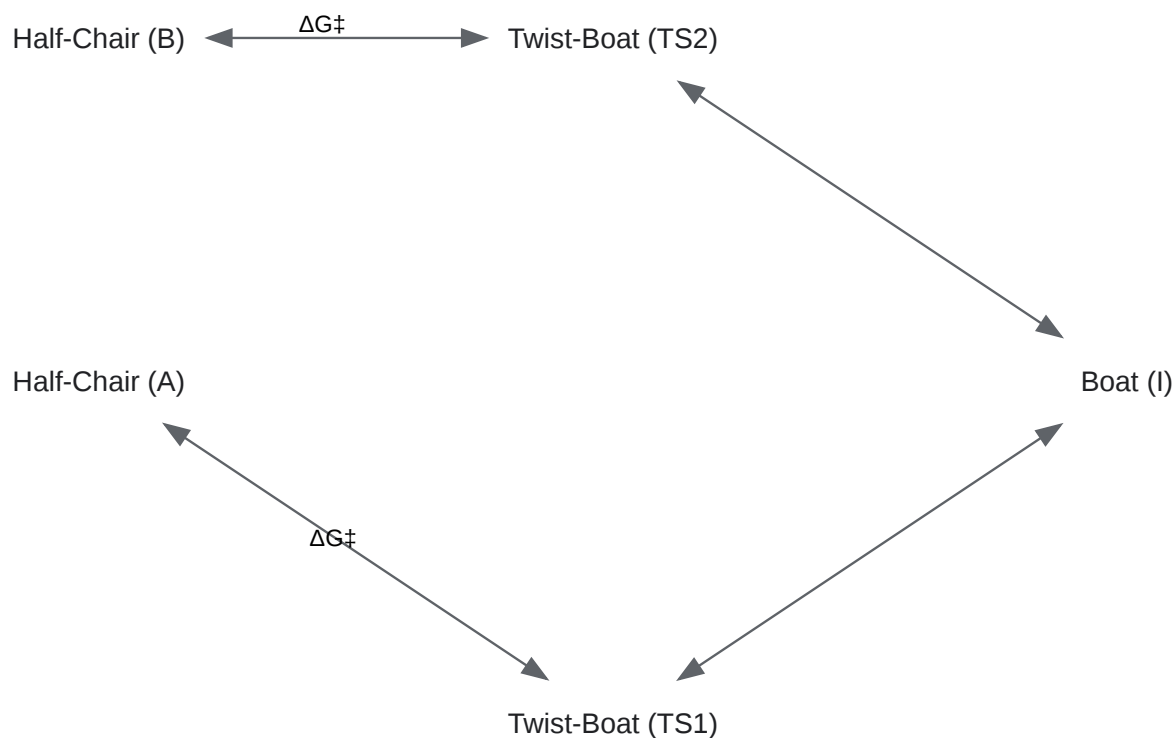 Half-Chair (B)
ΔG‡
Twist-Boat (TS2)
Half-Chair (A)
Boat (I)
ΔG‡
Twist-Boat (TS1)